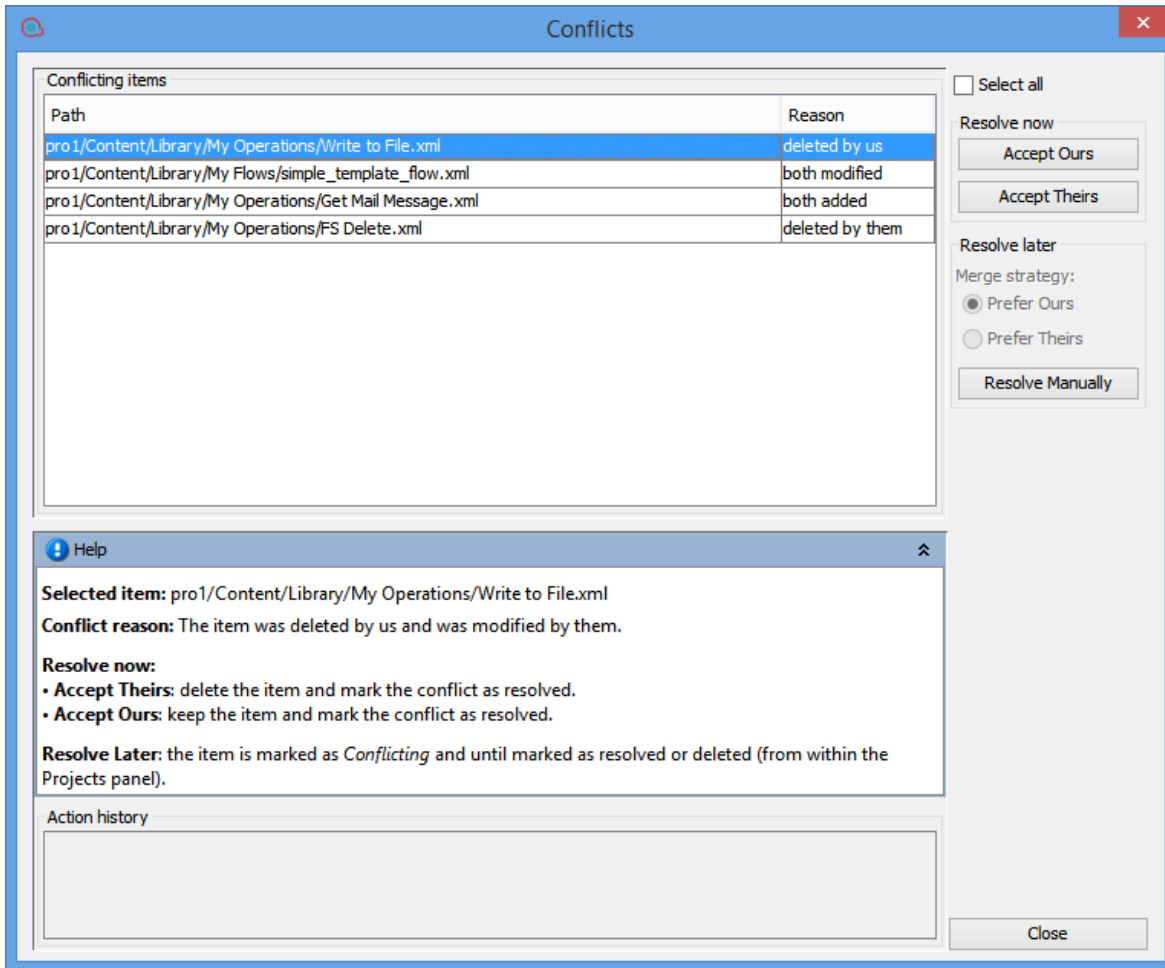 Conflicts
Conflicting items
Path Reason
pro1/Content/Library/My Operations/Write to File.xml deleted by us
pro1/Content/Library/My Flows/simple_template_flow.xml both modified
pro1/Content/Library/My Operations/Get Mail Message.xml both added
pro1/Content/Library/My Operations/FS Delete.xml deleted by them
Select all
Resolve now
Accept Ours
Accept Theirs
Resolve later
Merge strategy:
Prefer Ours
Prefer Theirs
Resolve Manually
Help
Selected item: pro1/Content/Library/My Operations/Write to File.xml
Conflict reason: The item was deleted by us and was modified by them.
Resolve now:
• Accept Theirs: delete the item and mark the conflict as resolved.
• Accept Ours: keep the item and mark the conflict as resolved.
Resolve Later: the item is marked as Conflicting and until marked as resolved or deleted (from within the
Projects panel).
Action history
Close